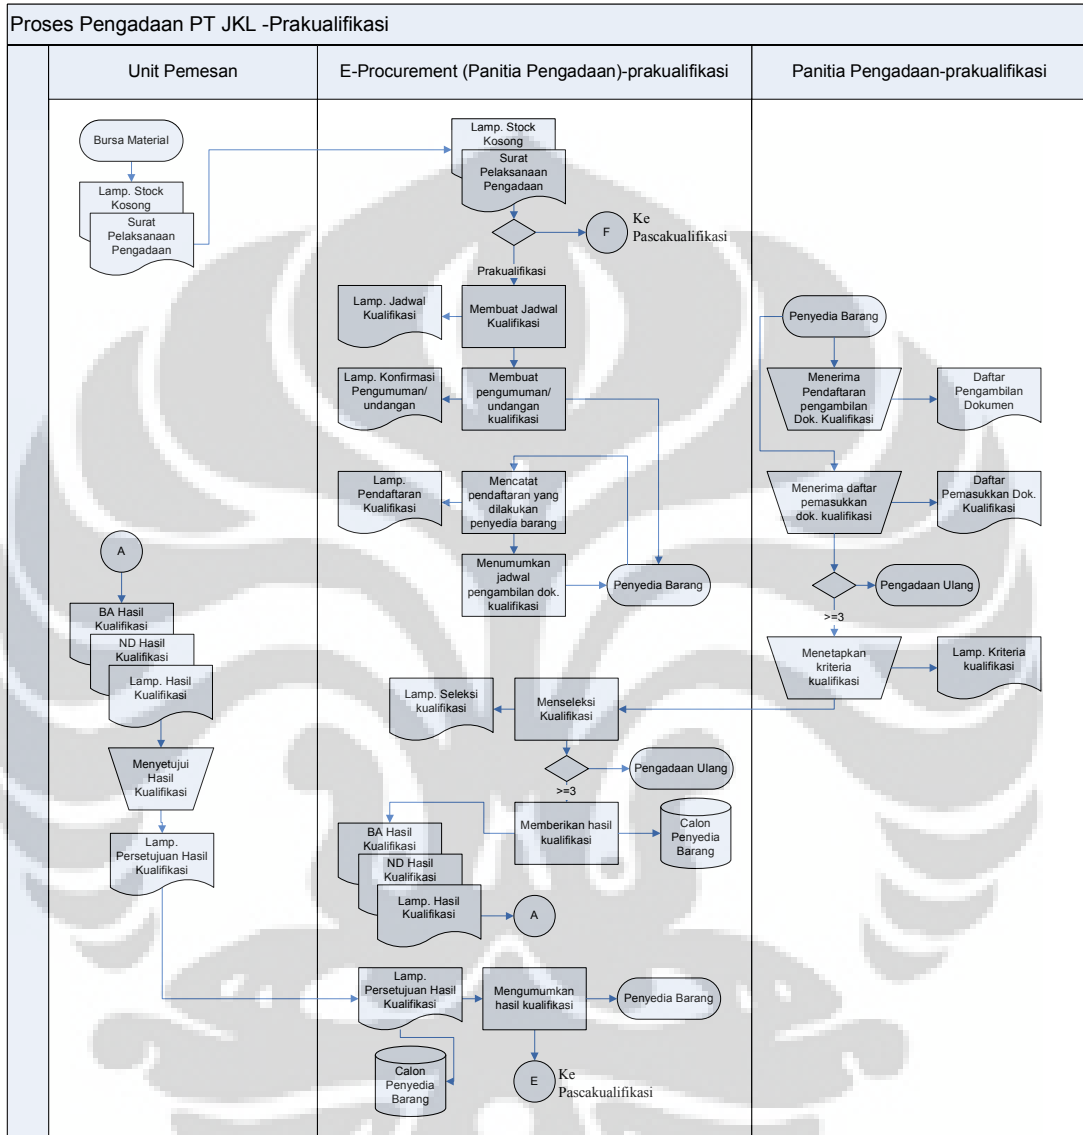 Proses Pengadaan PT JKL -Prakualifikasi
Unit Pemesan
E-Procurement (Panitia Pengadaan)-prakualifikasi
Panitia Pengadaan-prakualifikasi
Bursa Material
Lamp. Stock
Kosong
Surat
Pelaksanaan
Pengadaan
A
BA Hasil
Kualifikasi
ND Hasil
Kualifikasi
Lamp. Hasil
Kualifikasi
Menyetujui
Hasil
Kualifikasi
Lamp.
Persetujuan Hasil
Kualifikasi
Lamp. Stock
Kosong
Surat
Pelaksanaan
Pengadaan
F
Ke
Pascakualifikasi
Prakualifikasi
Lamp. Jadwal
Kualifikasi
Membuat Jadwal
Kualifikasi
Lamp. Konfirmasi
Pengumuman/
undangan
Membuat
pengumuman/
undangan
kualifikasi
Lamp.
Pendaftaran
Kualifikasi
Mencatat
pendaftaran yang
dilakukan
penyedia barang
Menumumkan
jadwal
pengambilan dok.
kualifikasi
Penyedia Barang
Lamp. Seleksi
kualifikasi
Menseleksi
Kualifikasi
Pengadaan Ulang
>=3
Memberikan hasil
kualifikasi
Calon
Penyedia
Barang
BA Hasil
Kualifikasi
ND Hasil
Kualifikasi
Lamp. Hasil
Kualifikasi
A
Lamp.
Persetujuan Hasil
Kualifikasi
Mengumumkan
hasil kualifikasi
Penyedia Barang
Calon
Penyedia
Barang
E
Ke
Pascakualifikasi
Penyedia Barang
Menerima
Pendaftaran
pengambilan
Dok. Kualifikasi
Daftar
Pengambilan
Dokumen
Menerima daftar
pemasukkan
dok. kualifikasi
Daftar
Pemasukkan Dok.
Kualifikasi
Pengadaan Ulang
>=3
Menetapkan
kriteria
kualifikasi
Lamp. Kriteria
kualifikasi